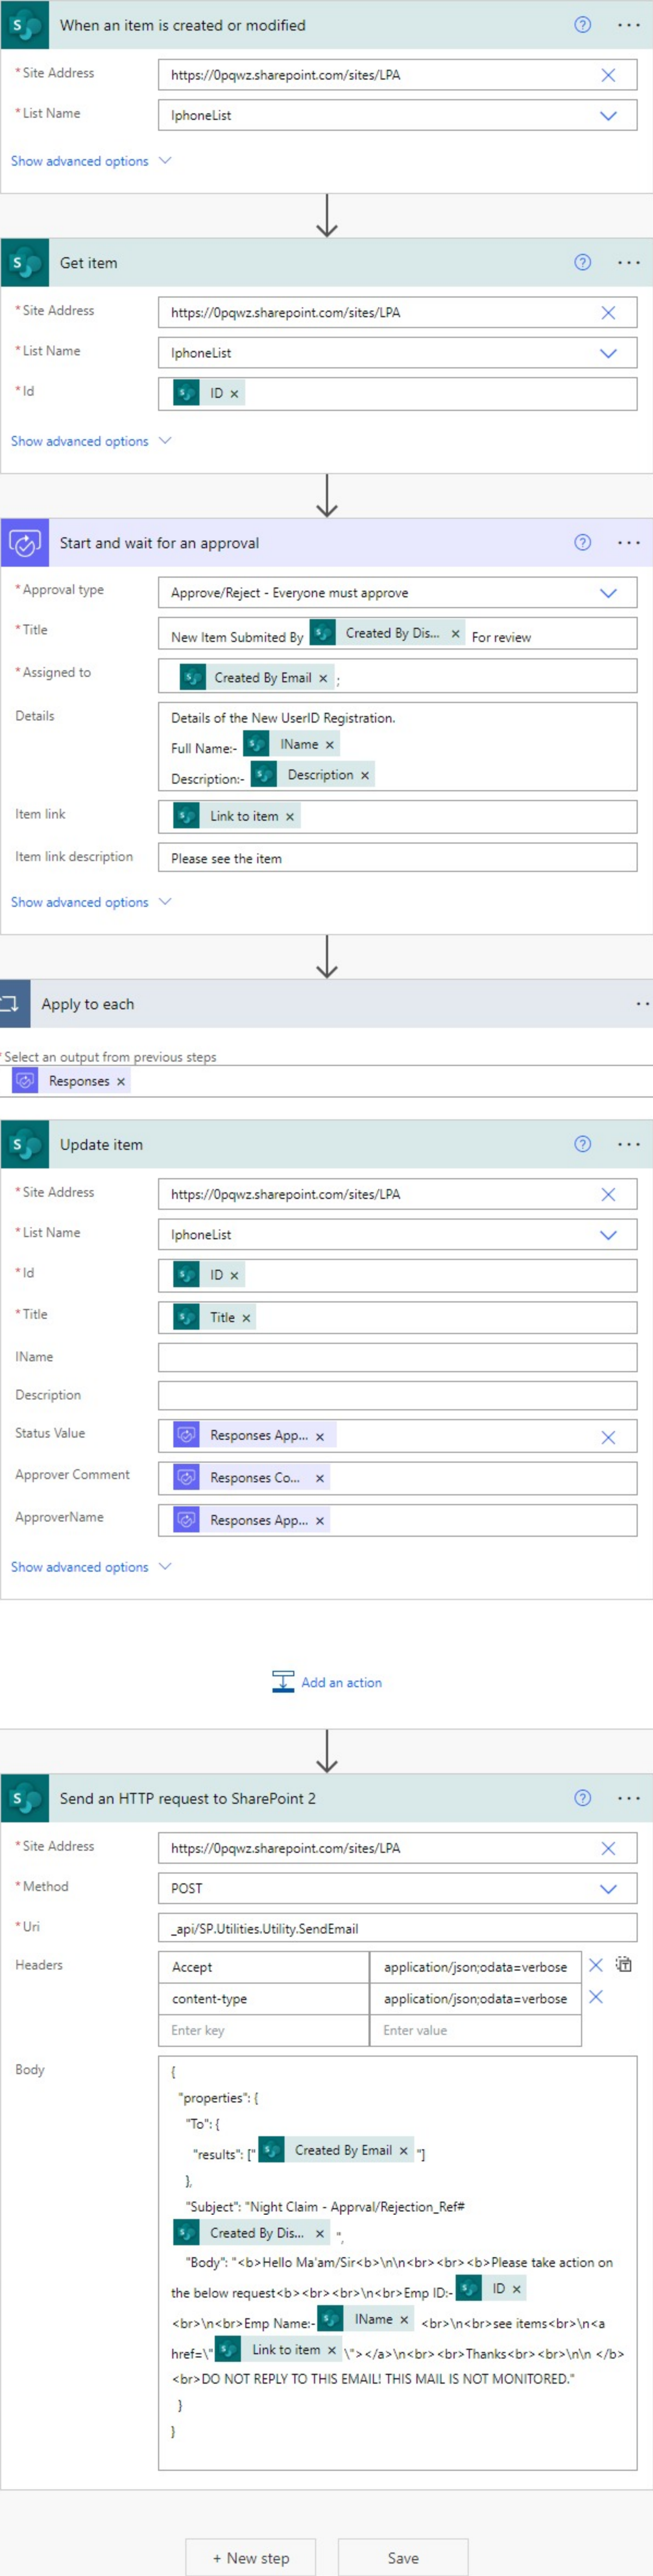 When an item is created or modified
* Site Address
https://0pqwz.sharepoint.com/sites/LPA
* List Name
IphoneList
Show advanced options
Get item
* Site Address
https://0pqwz.sharepoint.com/sites/LPA
* List Name
IphoneList
* Id
ID ×
Show advanced options
Start and wait for an approval
* Approval type
Approve/Reject - Everyone must approve
* Title
New Item Submited By Created By Dis... × For review
* Assigned to
Created By Email × ;
Details
Details of the New UserID Registration.
Full Name:- IName ×
Description:- Description ×
Item link
Link to item ×
Item link description
Please see the item
Show advanced options
Apply to each
* Select an output from previous steps
Responses ×
Update item
* Site Address
https://0pqwz.sharepoint.com/sites/LPA
* List Name
IphoneList
* Id
ID ×
* Title
Title ×
IName
Description
Status Value
Responses App... ×
Approver Comment
Responses Co... ×
ApproverName
Responses App... ×
Show advanced options
Add an action
Send an HTTP request to SharePoint 2
* Site Address
https://0pqwz.sharepoint.com/sites/LPA
* Method
POST
* Uri
_api/SP.Utilities.Utility.SendEmail
Headers
Accept application/json;odata=verbose
content-type application/json;odata=verbose
Enter key Enter value
Body
{
"properties": {
"To": {
"results": [" Created By Email × "]
},
"Subject": "Night Claim - Apprval/Rejection_Ref#
Created By Dis... × ",
"Body": "<b>Hello Ma'am/Sir<b>\n\n<br><br><b>Please take action on
the below request<b><br><br>\n<br>Emp ID:- ID ×
<br>\n<br>Emp Name:- IName × <br>\n<br>see items<br>\n<a
href=\" Link to item × \"></a>\n<br><br>Thanks<br><br>\n\n </b>
<br>DO NOT REPLY TO THIS EMAIL! THIS MAIL IS NOT MONITORED."
}
}
+ New step
Save